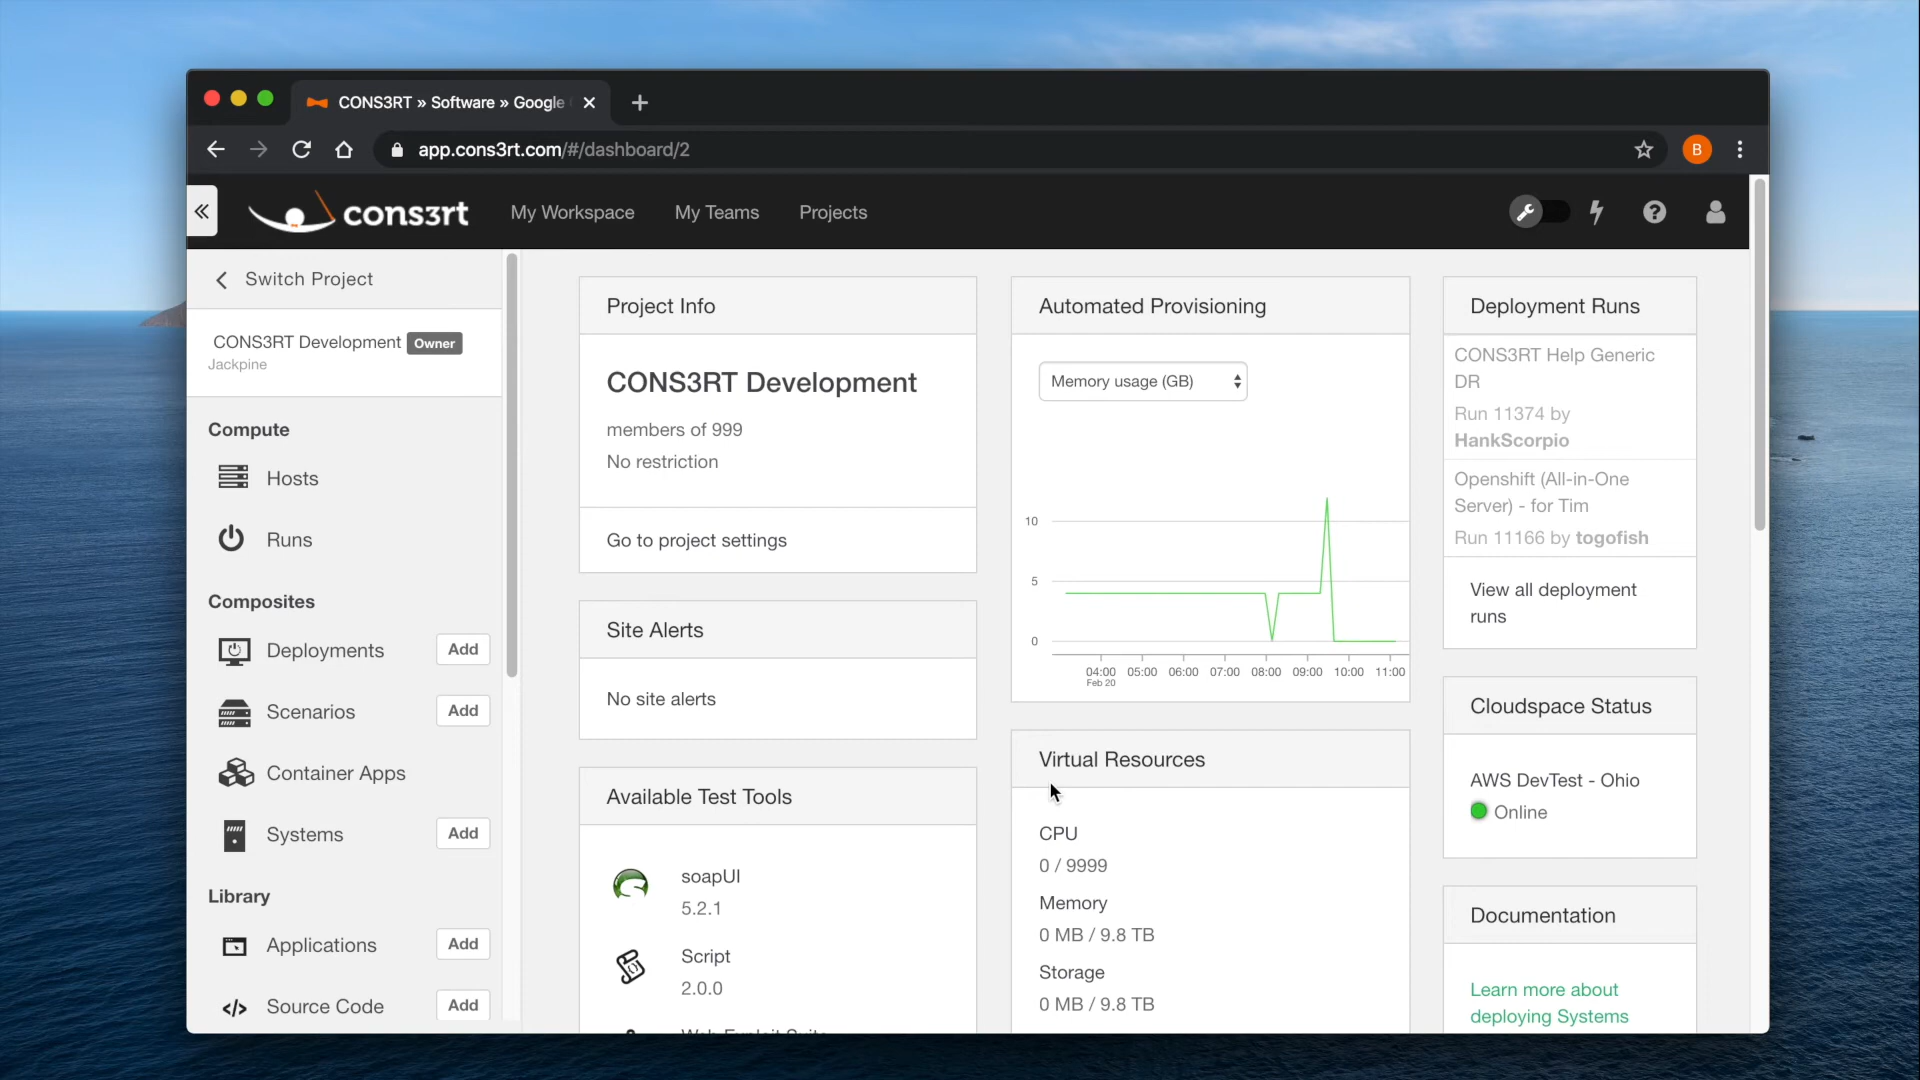 CONS3RT » Software » Google
app.cons3rt.com/#/dashboard/2
B
cons3rt
My Workspace
My Teams
Projects
Switch Project
CONS3RT Development Owner
Jackpine
Compute
Hosts
Runs
Composites
Deployments Add
Scenarios Add
Container Apps
Systems Add
Library
Applications Add
Source Code Add
Project Info
CONS3RT Development
members of 999
No restriction
Go to project settings
Site Alerts
No site alerts
Available Test Tools
soapUI
5.2.1
Script
2.0.0
Automated Provisioning
Memory usage (GB)
10
5
0
04:00 05:00 06:00 07:00 08:00 09:00 10:00 11:00
Feb 20
Virtual Resources
CPU
0 / 9999
Memory
0 MB / 9.8 TB
Storage
0 MB / 9.8 TB
Deployment Runs
CONS3RT Help Generic
DR
Run 11374 by
HankScorpio
Openshift (All-in-One
Server) - for Tim
Run 11166 by togofish
View all deployment
runs
Cloudspace Status
AWS DevTest - Ohio
Online
Documentation
Learn more about
deploying Systems